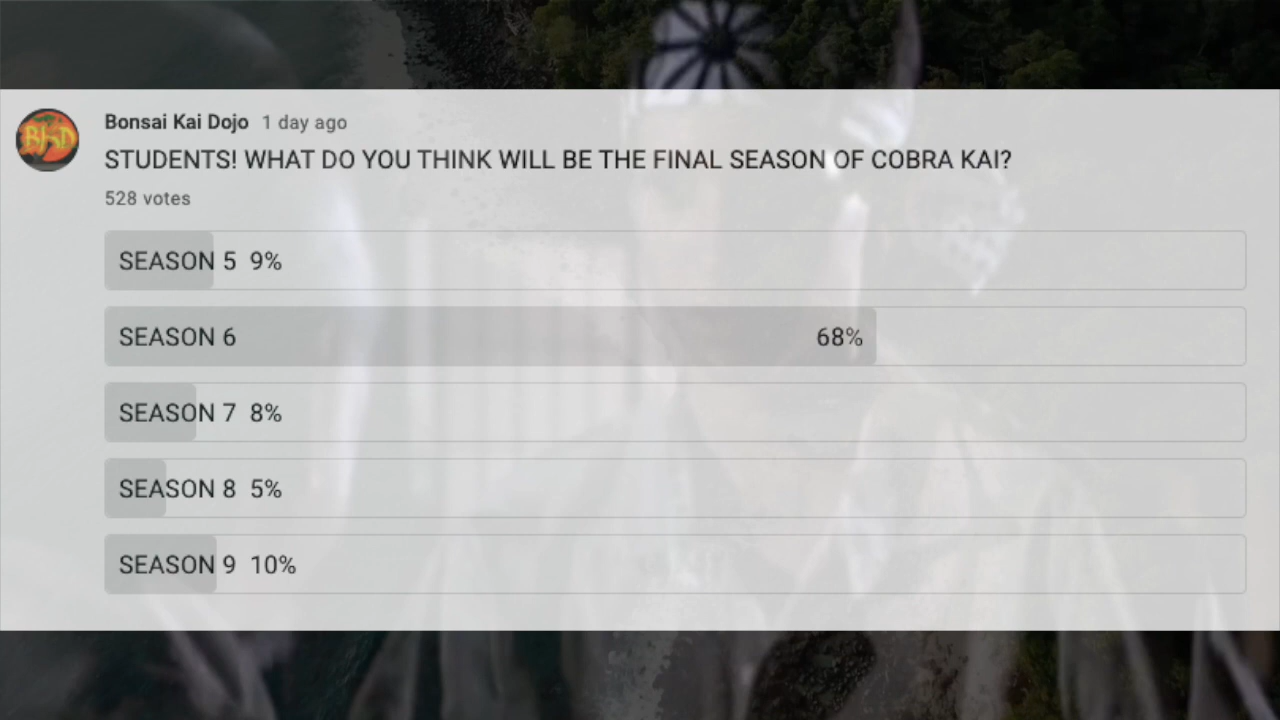 BKD
Bonsai Kai Dojo 1 day ago
STUDENTS! WHAT DO YOU THINK WILL BE THE FINAL SEASON OF COBRA KAI?
528 votes
SEASON 5 9%
SEASON 6 68%
SEASON 7 8%
SEASON 8 5%
SEASON 9 10%